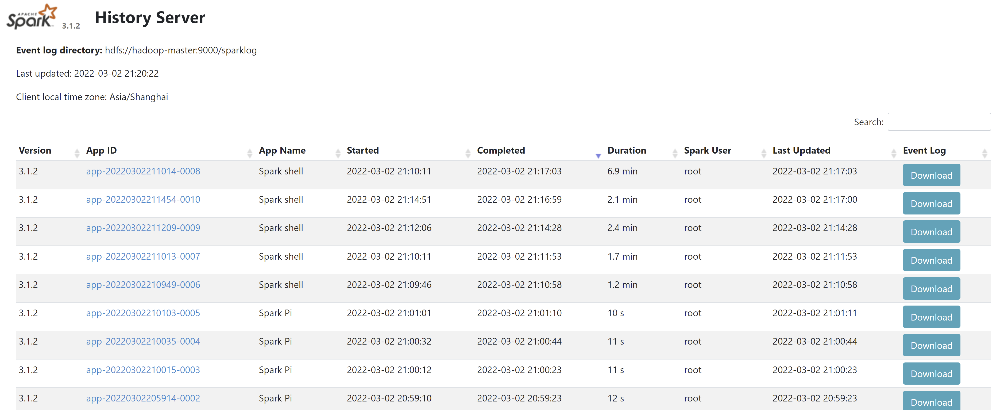 APACHE
Spark 3.1.2 History Server
Event log directory: hdfs://hadoop-master:9000/sparklog
Last updated: 2022-03-02 21:20:22
Client local time zone: Asia/Shanghai
Search:
Version App ID App Name Started Completed Duration Spark User Last Updated Event Log
3.1.2 app-20220302211014-0008 Spark shell 2022-03-02 21:10:11 2022-03-02 21:17:03 6.9 min root 2022-03-02 21:17:03 Download
3.1.2 app-20220302211454-0010 Spark shell 2022-03-02 21:14:51 2022-03-02 21:16:59 2.1 min root 2022-03-02 21:17:00 Download
3.1.2 app-20220302211209-0009 Spark shell 2022-03-02 21:12:06 2022-03-02 21:14:28 2.4 min root 2022-03-02 21:14:28 Download
3.1.2 app-20220302211013-0007 Spark shell 2022-03-02 21:10:11 2022-03-02 21:11:53 1.7 min root 2022-03-02 21:11:53 Download
3.1.2 app-20220302210949-0006 Spark shell 2022-03-02 21:09:46 2022-03-02 21:10:58 1.2 min root 2022-03-02 21:10:58 Download
3.1.2 app-20220302210103-0005 Spark Pi 2022-03-02 21:01:01 2022-03-02 21:01:10 10 s root 2022-03-02 21:01:11 Download
3.1.2 app-20220302210035-0004 Spark Pi 2022-03-02 21:00:32 2022-03-02 21:00:44 11 s root 2022-03-02 21:00:44 Download
3.1.2 app-20220302210015-0003 Spark Pi 2022-03-02 21:00:12 2022-03-02 21:00:23 11 s root 2022-03-02 21:00:23 Download
3.1.2 app-20220302205914-0002 Spark Pi 2022-03-02 20:59:10 2022-03-02 20:59:23 12 s root 2022-03-02 20:59:23 Download